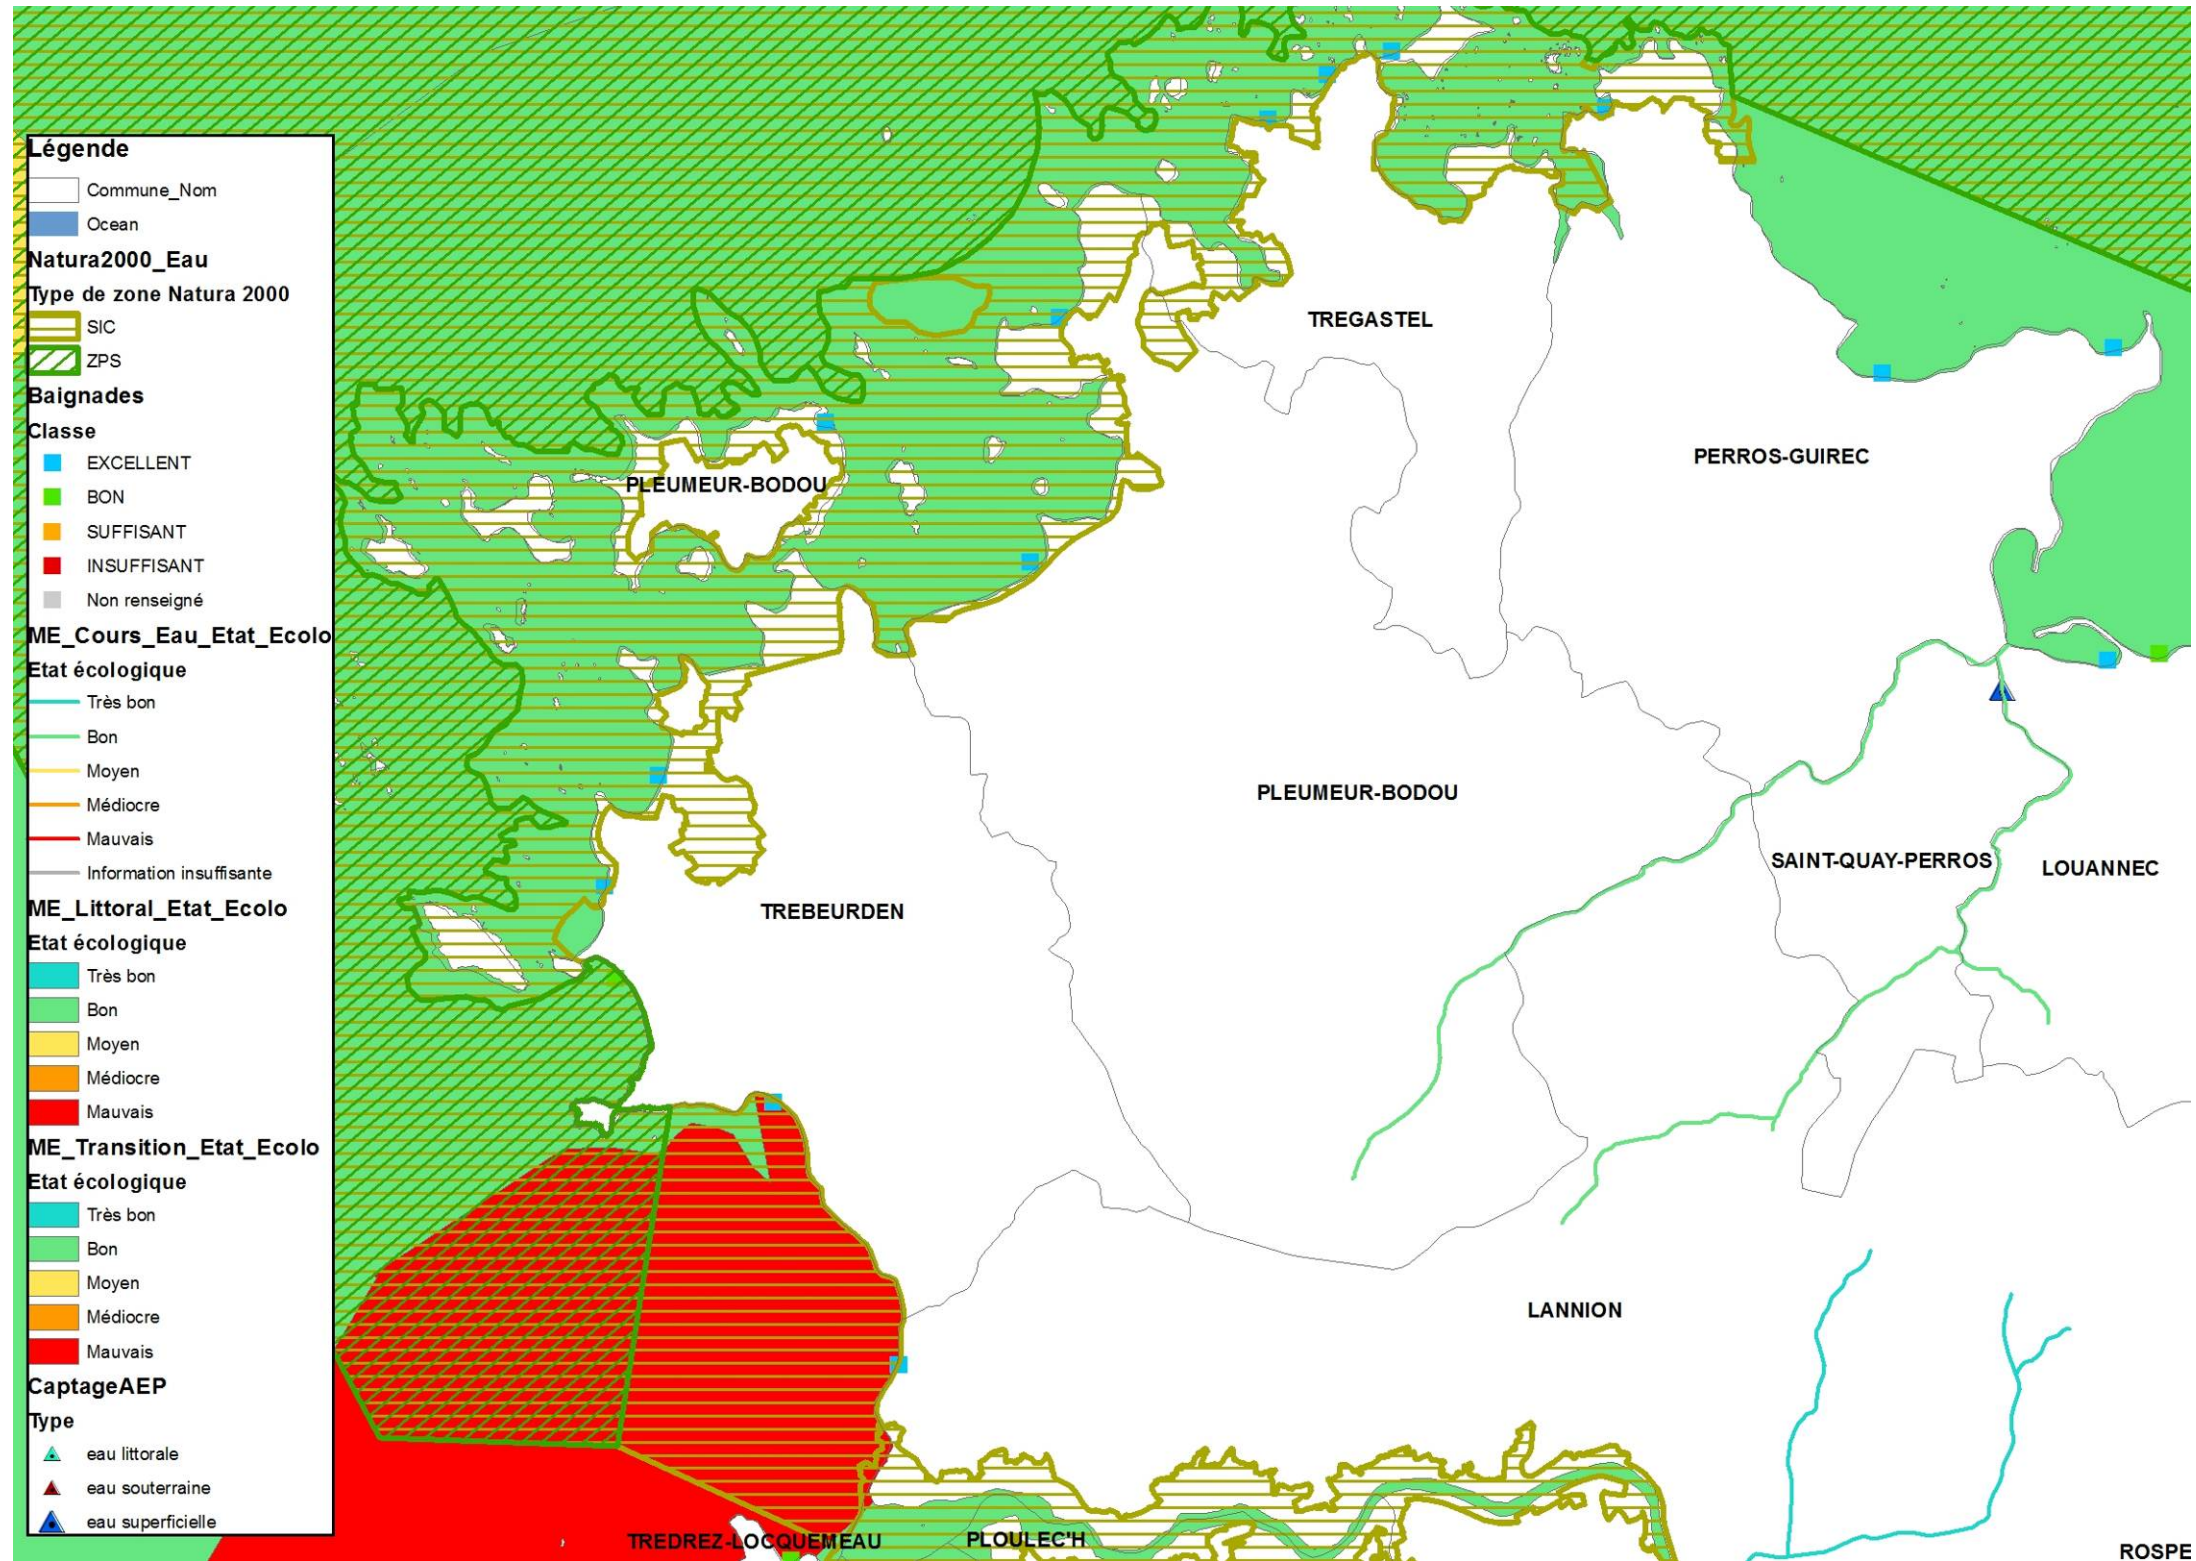 Légende
Commune_Nom
Ocean
Natura2000_Eau
Type de zone Natura 2000
SIC
ZPS
Baignades
Classe
EXCELLENT
BON
SUFFISANT
INSUFFISANT
Non renseigné
ME_Cours_Eau_Etat_Ecolo
Etat écologique
Très bon
Bon
Moyen
Médiocre
Mauvais
Information insuffisante
ME_Littoral_Etat_Ecolo
Etat écologique
Très bon
Bon
Moyen
Médiocre
Mauvais
ME_Transition_Etat_Ecolo
Etat écologique
Très bon
Bon
Moyen
Médiocre
Mauvais
CaptageAEP
Type
eau littorale
eau souterraine
eau superficielle
TREGASTEL
PERROS-GUIREC
PLEUMEUR-BODOU
PLEUMEUR-BODOU
SAINT-QUAY-PERROS
LOUANNEC
TREBEURDEN
LANNION
TREDREZ-LOCQUEMEAU
PLOULEC'H
ROSPE